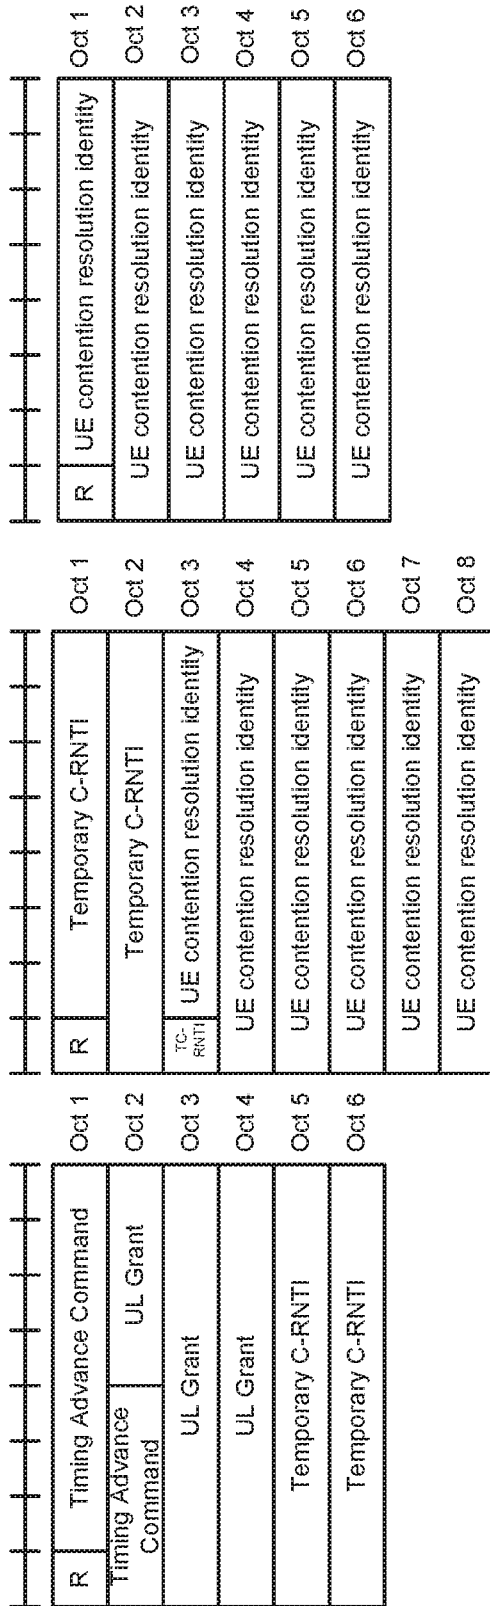 R Timing Advance Command Oct 1
Timing Advance Command UL Grant Oct 2
UL Grant Oct 3
UL Grant Oct 4
Temporary C-RNTI Oct 5
Temporary C-RNTI Oct 6
R Temporary C-RNTI Oct 1
Temporary C-RNTI Oct 2
TC-RNTI UE contention resolution identity Oct 3
UE contention resolution identity Oct 4
UE contention resolution identity Oct 5
UE contention resolution identity Oct 6
UE contention resolution identity Oct 7
UE contention resolution identity Oct 8
R UE contention resolution identity Oct 1
UE contention resolution identity Oct 2
UE contention resolution identity Oct 3
UE contention resolution identity Oct 4
UE contention resolution identity Oct 5
UE contention resolution identity Oct 6